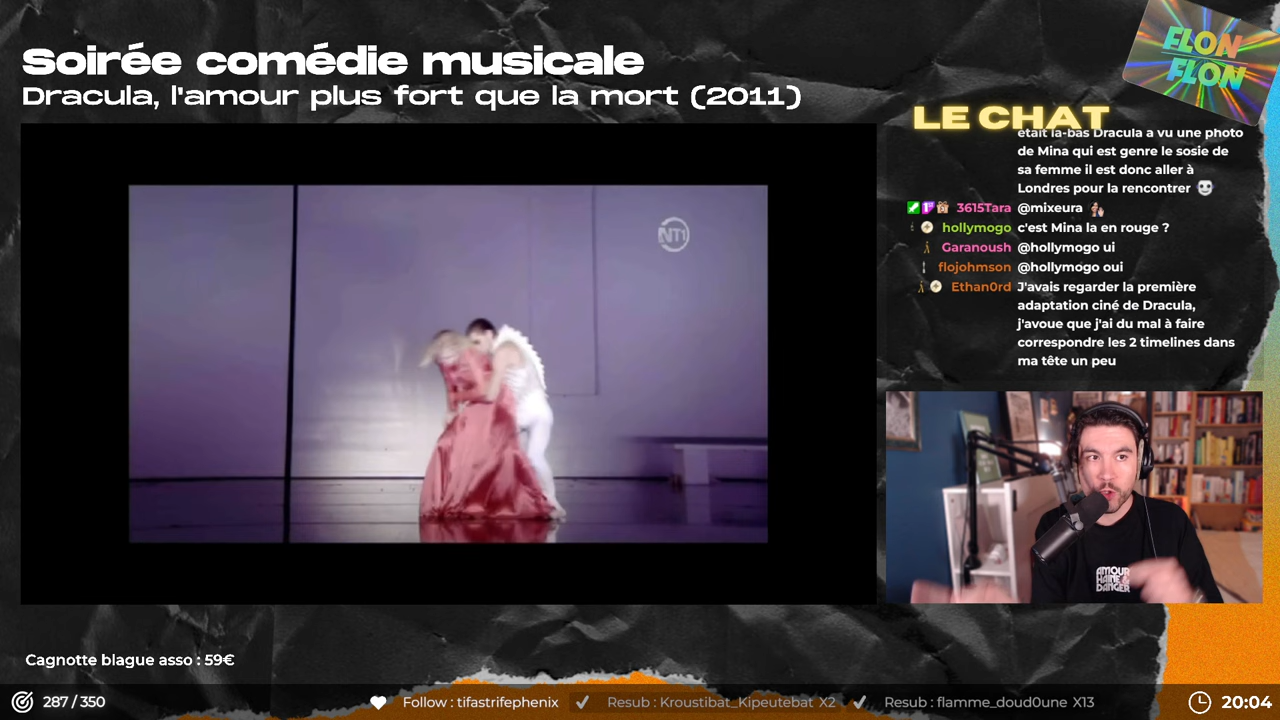 Soirée comédie musicale
Dracula, l'amour plus fort que la mort (2011)
FLON
FLON
LE CHAT
était là-bas Dracula a vu une photo
de Mina qui est genre le sosie de
sa femme il est donc aller à
Londres pour la rencontrer
3615Tara @mixeura
hollymogo c'est Mina la en rouge ?
Garanoush @hollymogo ui
flojohmson @hollymogo oui
Ethan0rd J'avais regarder la première
adaptation ciné de Dracula,
j'avoue que j'ai du mal à faire
correspondre les 2 timelines dans
ma tête un peu
NT1
AMOUR
HAINE &
DANGER
Cagnotte blague asso : 59€
287 / 350
Follow : tifastrifephenix
Resub : Kroustibat_Kipeutebat X2
Resub : flamme_doud0une X13
20:04